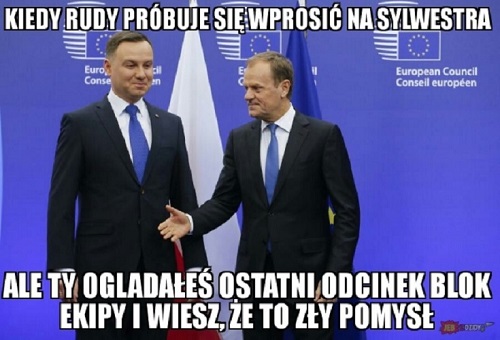 KIEDY RUDY PRÓBUJE SIĘ WPROSIĆ NA SYLWESTRA
European Council
Conseil européen
ALE TY OGLADAŁEŚ OSTATNI ODCINEK BLOK
EKIPY I WIESZ, ŻE TO ZŁY POMYSŁ